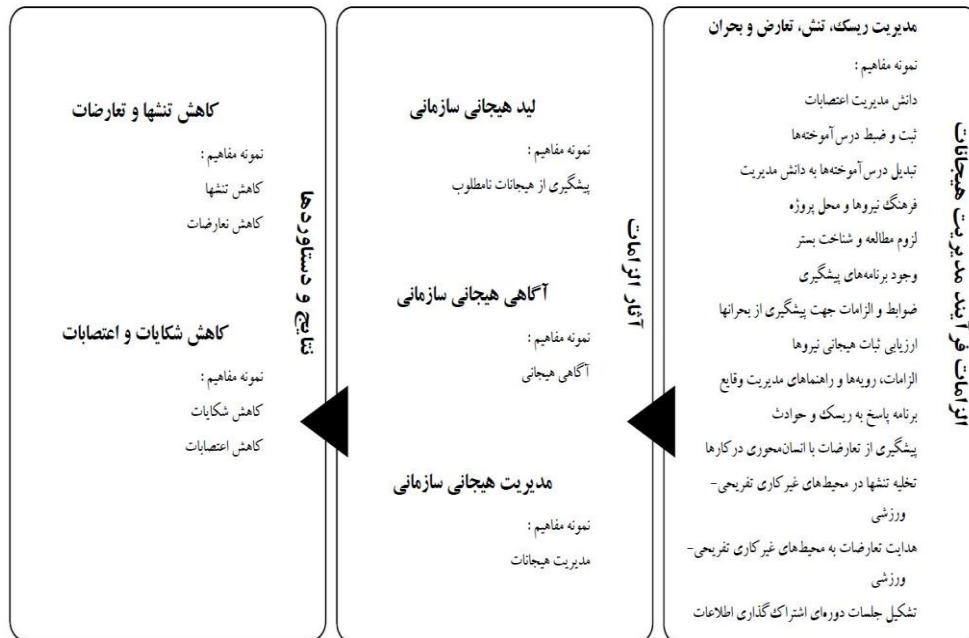 الزامات فرآیند مدیریت هیجانات
مدیریت ریسک، تنش، تعارض و بحران
نمونه مفاهیم :
دانش مدیریت اعتصابات
ثبت و ضبط درس‌آموخته‌ها
تبدیل درس‌آموخته‌ها به دانش مدیریت
فرهنگ نیروها و محل پروژه
لزوم مطالعه و شناخت بستر
وجود برنامه‌های پیشگیری
ضوابط و الزامات جهت پیشگیری از بحرانها
ارزیابی ثبات هیجانی نیروها
الزامات، رویه‌ها و راهنماهای مدیریت وقایع
برنامه پاسخ به ریسک و حوادث
پیشگیری از تعارضات با انسان‌محوری درکارها
تخلیه تنشها در محیط‌های غیرکاری تفریحی-
ورزشی
هدایت تعارضات به محیط‌های غیرکاری تفریحی-
ورزشی
تشکیل جلسات دوره‌ای اشتراک‌گذاری اطلاعات
آثار الزامات
لید هیجانی سازمانی
نمونه مفاهیم :
پیشگیری از هیجانات نامطلوب
آگاهی هیجانی سازمانی
نمونه مفاهیم :
آگاهی هیجانی
مدیریت هیجانی سازمانی
نمونه مفاهیم :
مدیریت هیجانات
نتایج و دستاوردها
کاهش تنشها و تعارضات
نمونه مفاهیم :
کاهش تنشها
کاهش تعارضات
کاهش شکایات و اعتصابات
نمونه مفاهیم :
کاهش شکایات
کاهش اعتصابات